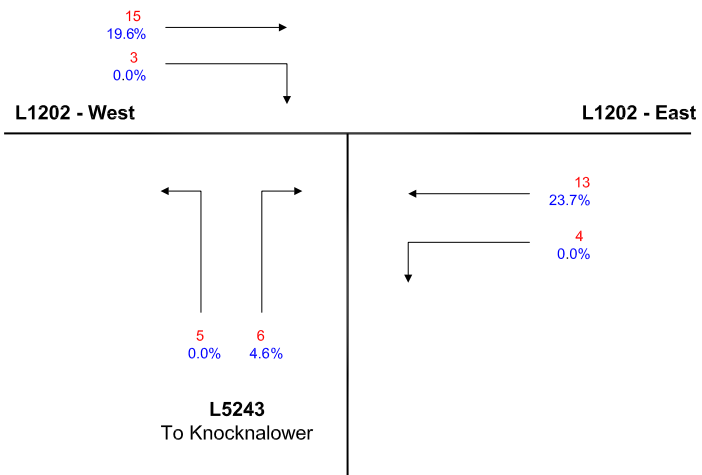 15
19.6%
3
0.0%
L1202 - West
L1202 - East
13
23.7%
4
0.0%
5 6
0.0% 4.6%
L5243
To Knocknalower